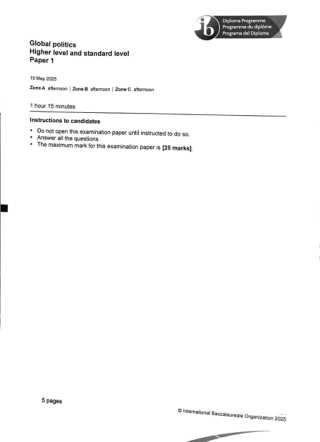 Diploma Programme
Programme du diplôme
Programa del Diploma
Global politics
Higher level and standard level
Paper 1
19 May 2025
Zone A afternoon | Zone B afternoon | Zone C afternoon
1 hour 15 minutes
Instructions to candidates
• Do not open this examination paper until instructed to do so.
• Answer all the questions.
• The maximum mark for this examination paper is [25 marks].
5 pages
© International Baccalaureate Organization 2025